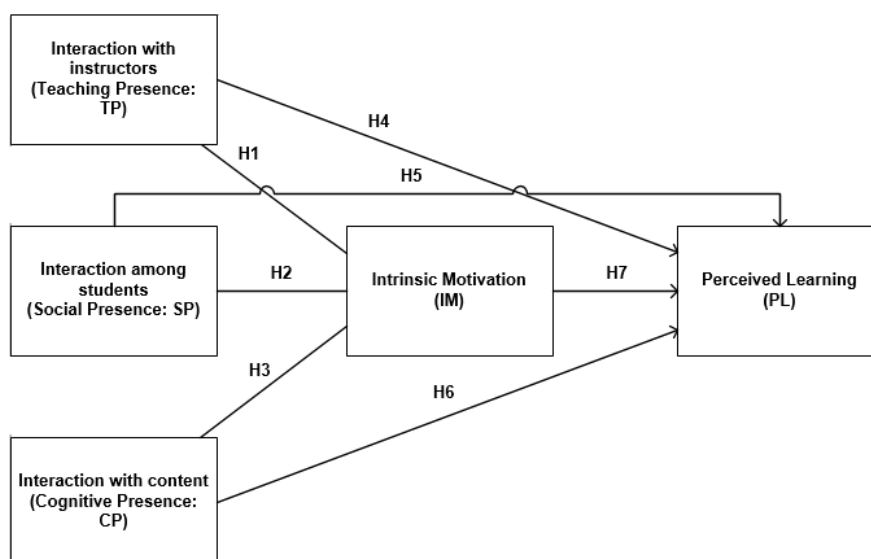 Interaction with
instructors
(Teaching Presence:
TP)
H4
H1
H5
Interaction among
students
(Social Presence: SP)
H2
Intrinsic Motivation
(IM)
H7
Perceived Learning
(PL)
H3
H6
Interaction with content
(Cognitive Presence:
CP)